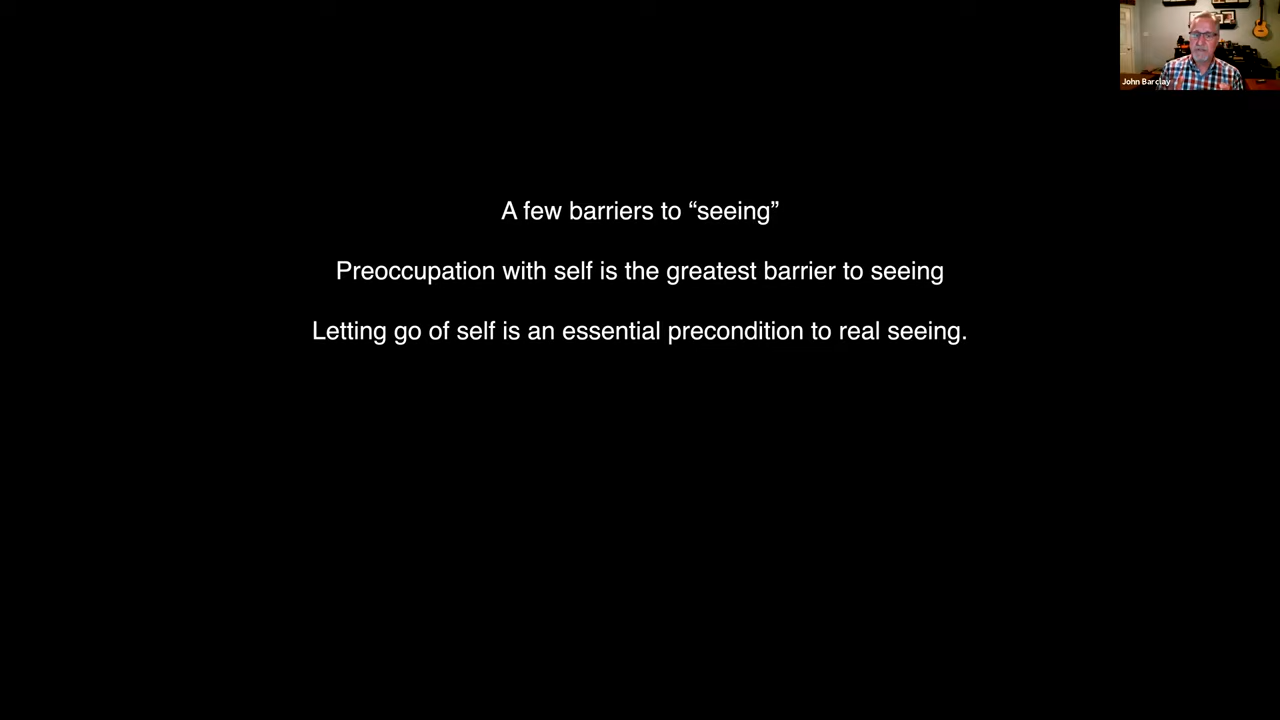 John Barclay
A few barriers to “seeing”
Preoccupation with self is the greatest barrier to seeing
Letting go of self is an essential precondition to real seeing.